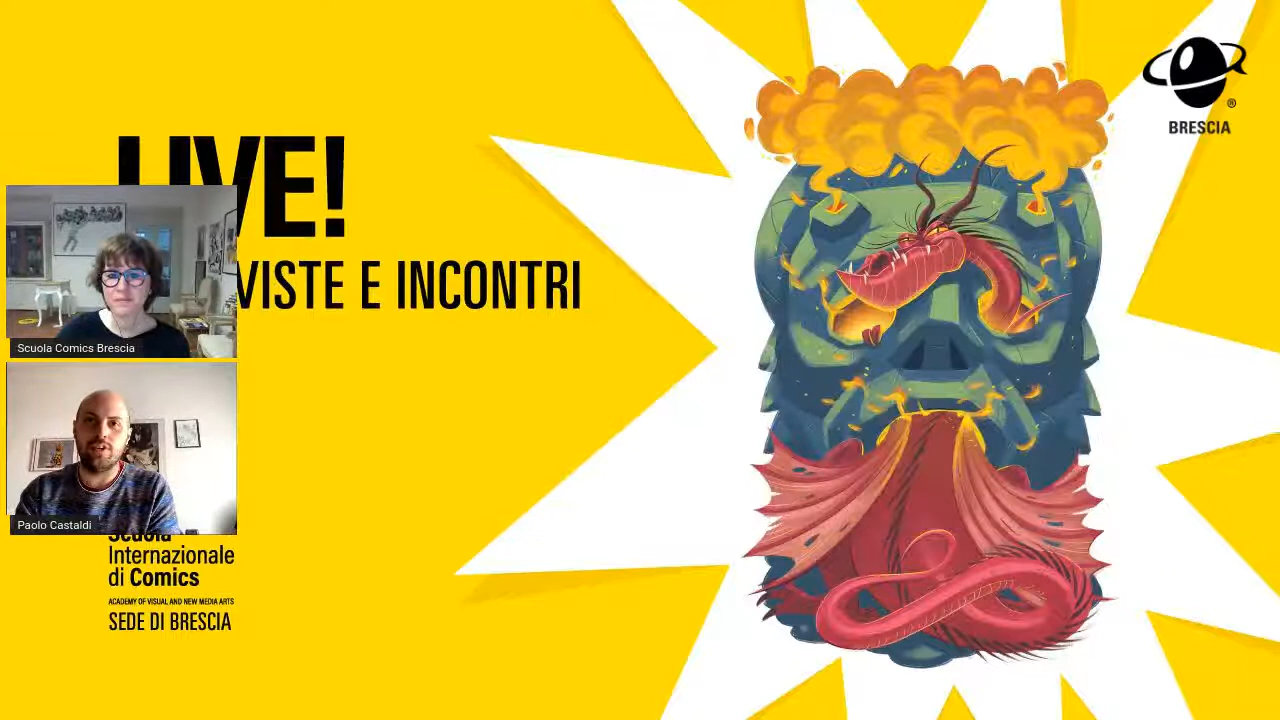 LIVE!
VISTE E INCONTRI
Scuola Comics Brescia
Paolo Castaldi
Scuola
Internazionale
di Comics
ACADEMY OF VISUAL AND NEW MEDIA ARTS
SEDE DI BRESCIA
®
BRESCIA